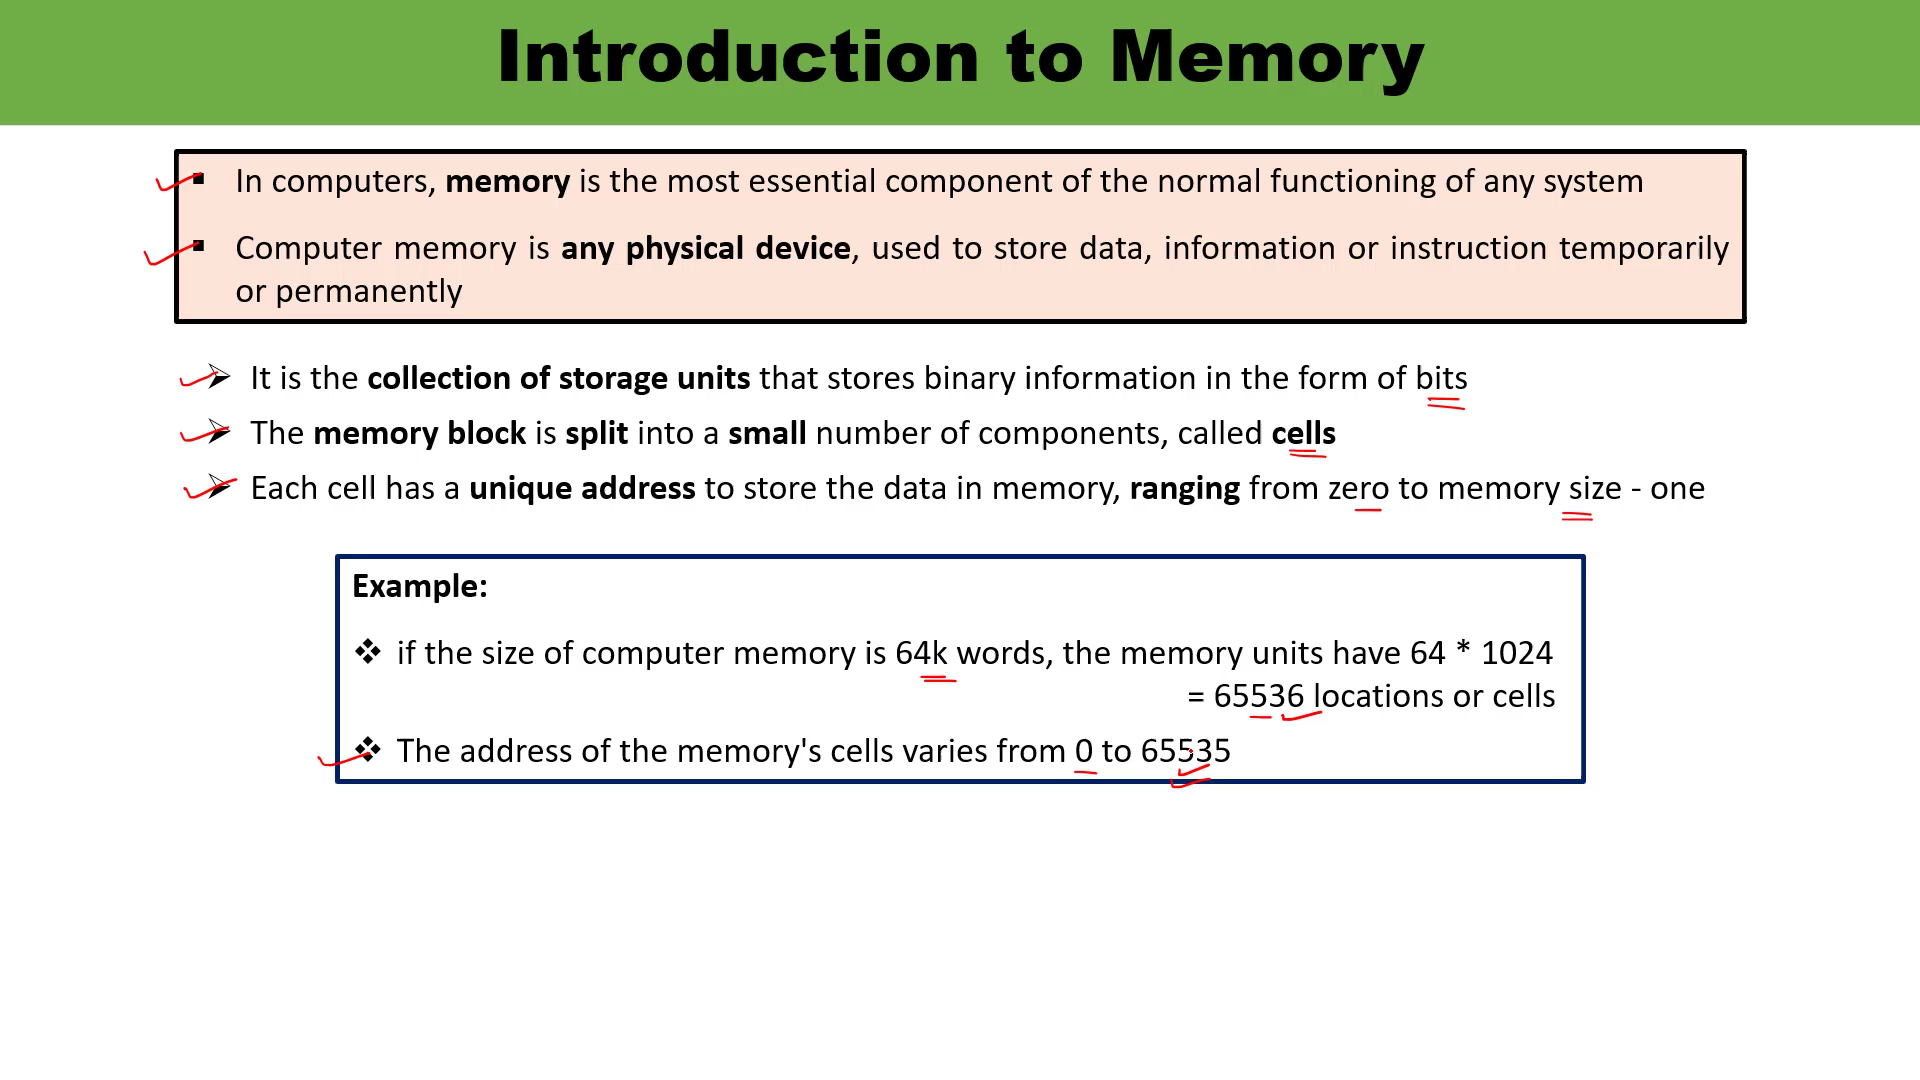 Introduction to Memory
▪ In computers, memory is the most essential component of the normal functioning of any system
▪ Computer memory is any physical device, used to store data, information or instruction temporarily
or permanently
➢ It is the collection of storage units that stores binary information in the form of bits
➢ The memory block is split into a small number of components, called cells
➢ Each cell has a unique address to store the data in memory, ranging from zero to memory size - one
Example:
❖ if the size of computer memory is 64k words, the memory units have 64 * 1024
= 65536 locations or cells
❖ The address of the memory's cells varies from 0 to 65535